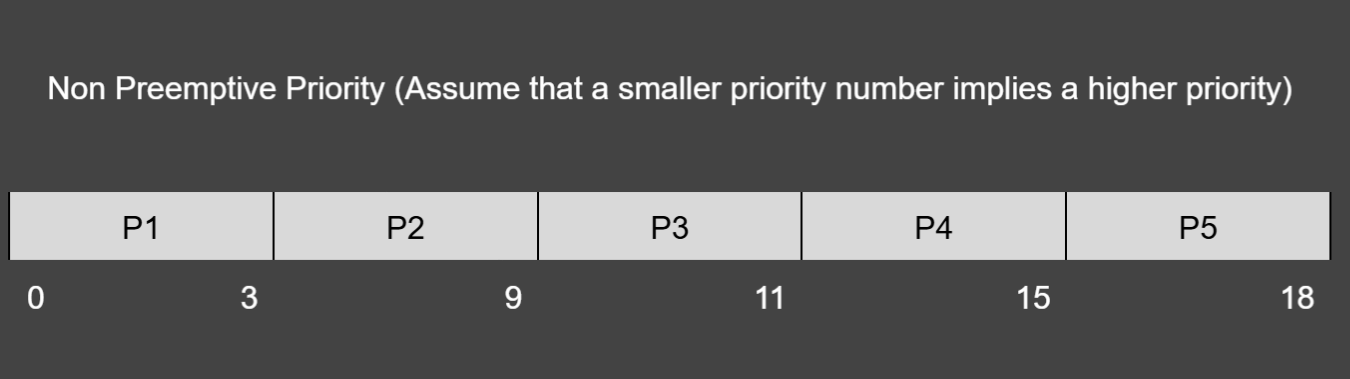 Non Preemptive Priority (Assume that a smaller priority number implies a higher priority)
P1 P2 P3 P4 P5
0 3 9 11 15 18